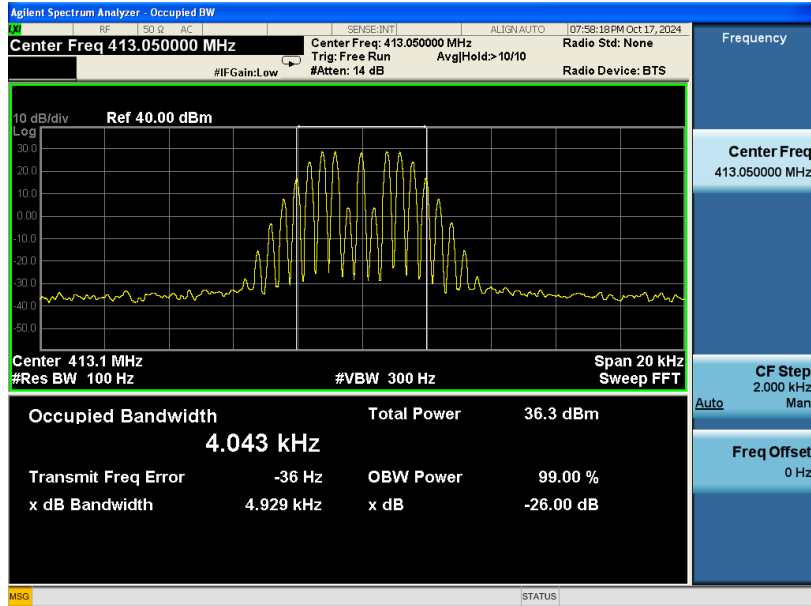 Agilent Spectrum Analyzer - Occupied BW
LXI RF 50 Ω AC SENSE:INT ALIGN AUTO 07:58:18 PM Oct 17, 2024
Center Freq 413.050000 MHz
Center Freq: 413.050000 MHz Radio Std: None
Trig: Free Run Avg|Hold:> 10/10
#IFGain:Low #Atten: 14 dB Radio Device: BTS
10 dB/div Ref 40.00 dBm
Log
30.0
20.0
10.0
0.00
-10.0
-20.0
-30.0
-40.0
-50.0
Center 413.1 MHz Span 20 kHz
#Res BW 100 Hz #VBW 300 Hz Sweep FFT
Occupied Bandwidth Total Power 36.3 dBm
4.043 kHz
Transmit Freq Error -36 Hz OBW Power 99.00 %
x dB Bandwidth 4.929 kHz x dB -26.00 dB
MSG STATUS
Frequency
Center Freq
413.050000 MHz
CF Step
2.000 kHz
Auto Man
Freq Offset
0 Hz